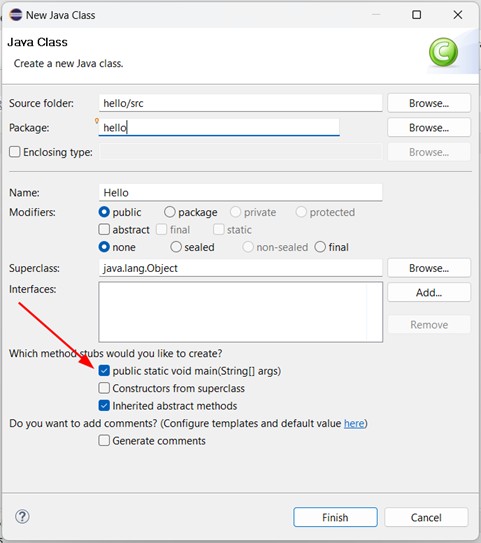 New Java Class
Java Class
Create a new Java class.
Source folder: hello/src Browse...
Package: hello Browse...
Enclosing type: Browse...
Name: Hello
Modifiers: public package private protected
abstract final static
none sealed non-sealed final
Superclass: java.lang.Object Browse...
Interfaces: Add...
Remove
Which method stubs would you like to create?
public static void main(String[] args)
Constructors from superclass
Inherited abstract methods
Do you want to add comments? (Configure templates and default value here)
Generate comments
? Finish Cancel